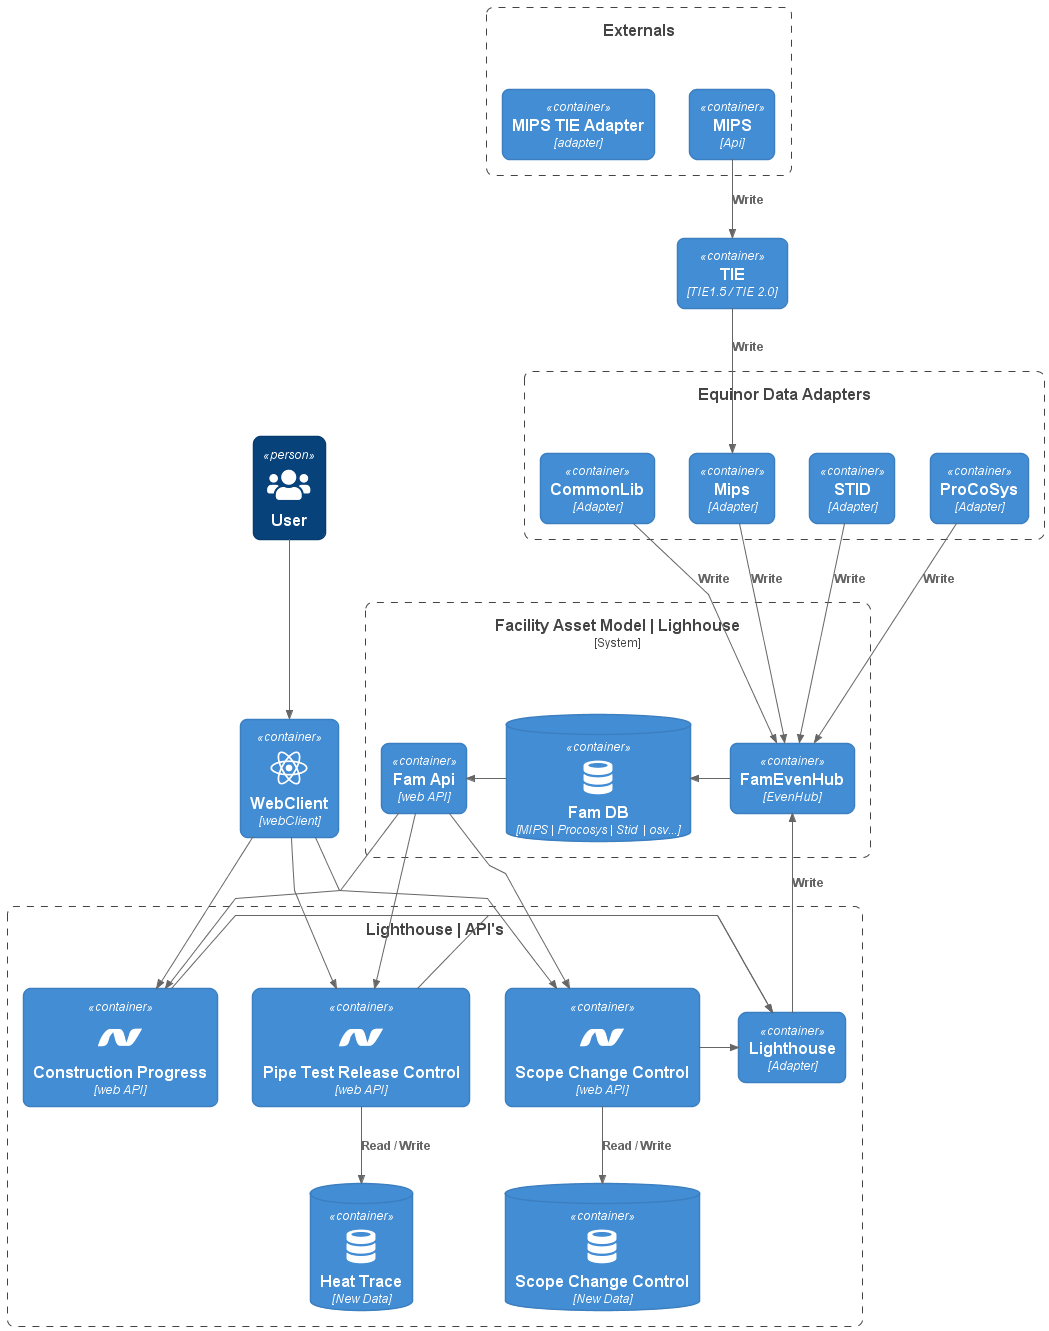 Externals
«container»
MIPS TIE Adapter
[adapter]
«container»
MIPS
[Api]
Write
«container»
TIE
[TIE1.5 / TIE 2.0]
Write
Equinor Data Adapters
«container»
CommonLib
[Adapter]
«container»
Mips
[Adapter]
«container»
STID
[Adapter]
«container»
ProCoSys
[Adapter]
«person»
User
Write
Write
Write
Write
Facility Asset Model | Lighhouse
[System]
«container»
WebClient
[webClient]
«container»
Fam Api
[web API]
«container»
Fam DB
[MIPS | Procosys | Stid | osv...]
«container»
FamEvenHub
[EvenHub]
Write
Lighthouse | API's
«container»
Construction Progress
[web API]
«container»
Pipe Test Release Control
[web API]
«container»
Scope Change Control
[web API]
«container»
Lighthouse
[Adapter]
Read / Write
Read / Write
«container»
Heat Trace
[New Data]
«container»
Scope Change Control
[New Data]